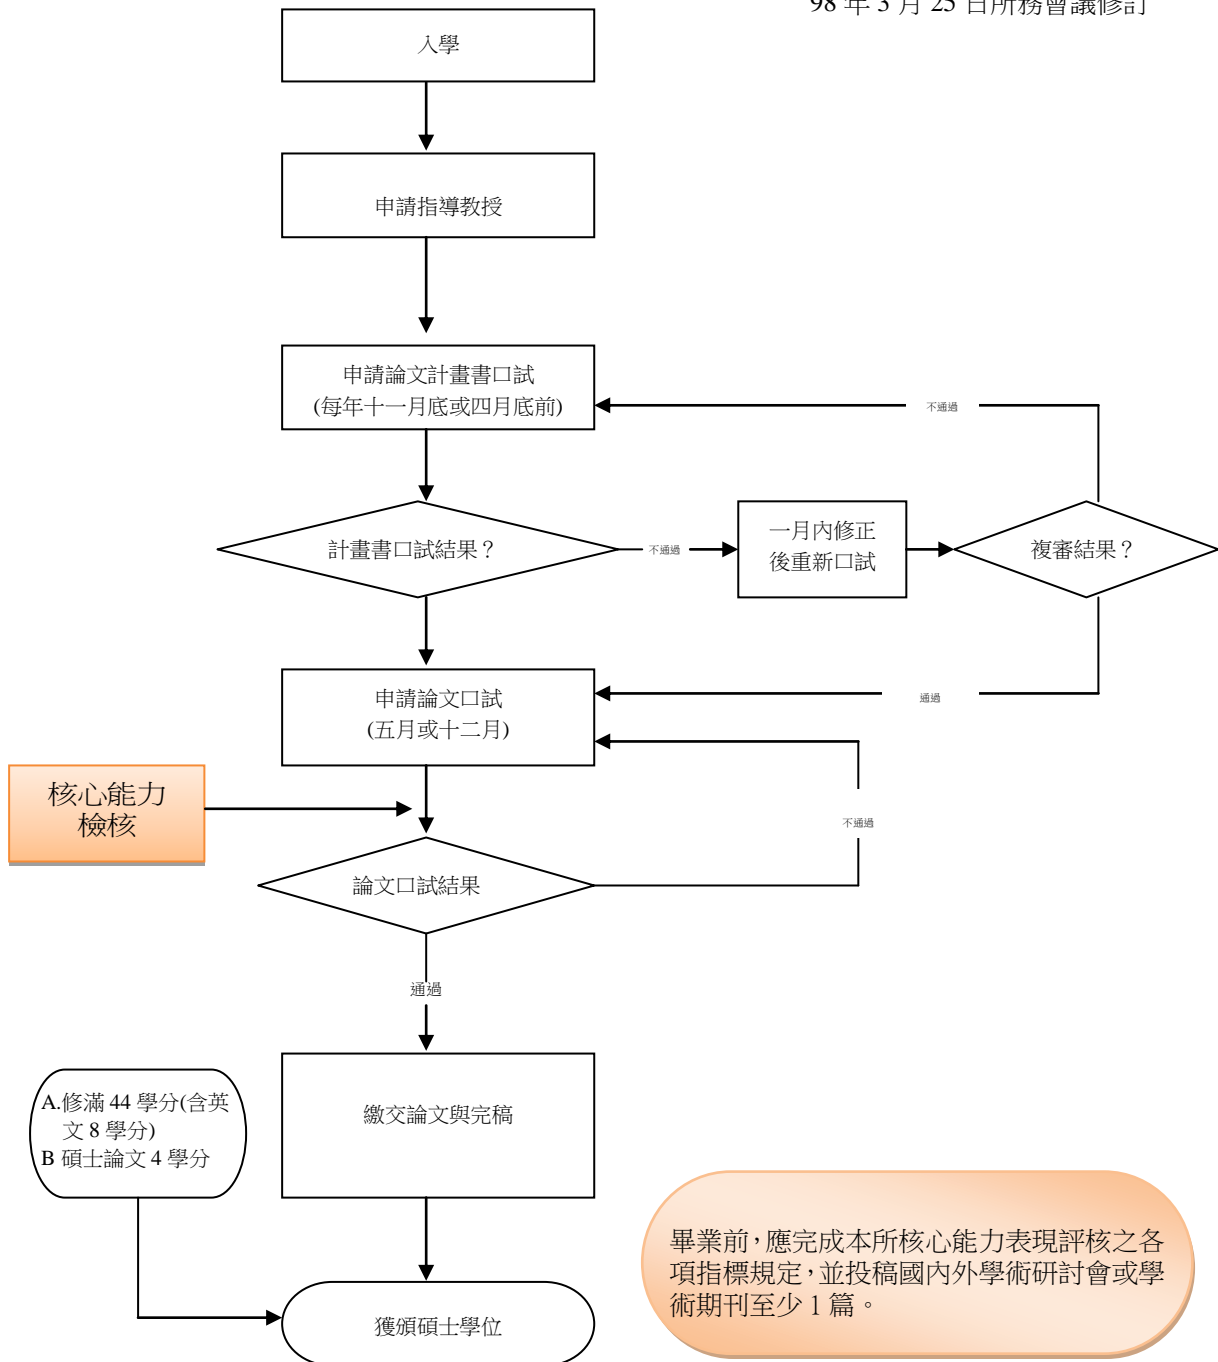 98 年 3 月 25 日所務會議修訂
入學
申請指導教授
申請論文計畫書口試
(每年十一月底或四月底前)
不通過
計畫書口試結果？
不通過
一月內修正
後重新口試
複審結果？
申請論文口試
(五月或十二月)
通過
核心能力
檢核
不通過
論文口試結果
通過
繳交論文與完稿
A.修滿 44 學分(含英
文 8 學分)
B 碩士論文 4 學分
畢業前，應完成本所核心能力表現評核之各
項指標規定，並投稿國內外學術研討會或學
術期刊至少 1 篇。
獲頒碩士學位